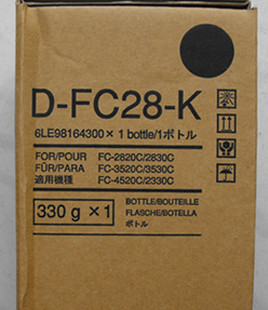 D-FC28-K
6LE98164300× 1 bottle/1ボトル
FOR/POUR FC-2820C/2830C
FÜR/PARA FC-3520C/3530C
適用機種 FC-4520C/2330C
330 g ×1
BOTTLE/BOUTEILLE
FLASCHE/BOTELLA
ボトル